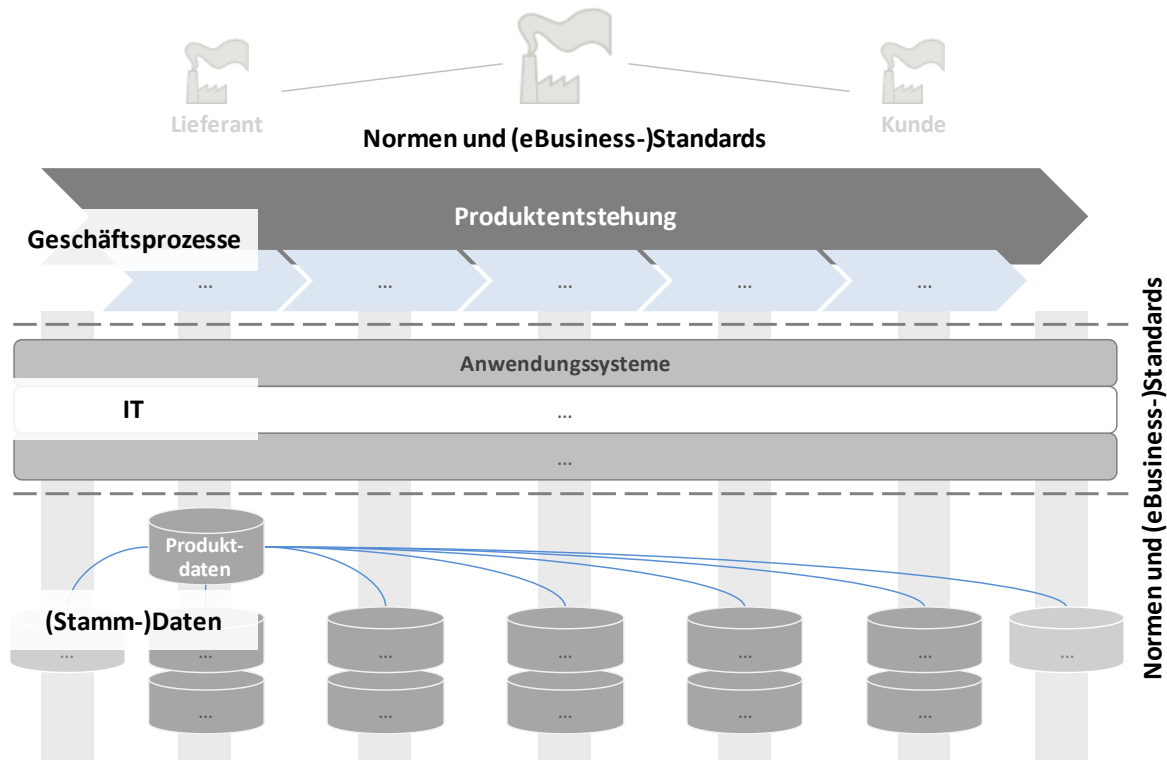 Lieferant
Kunde
Normen und (eBusiness-)Standards
Produktentstehung
Geschäftsprozesse
...
...
...
...
...
Anwendungssysteme
IT
...
...
Produkt-
daten
(Stamm-)Daten
...
...
...
...
...
...
...
...
...
...
...
...
Normen und (eBusiness-)Standards